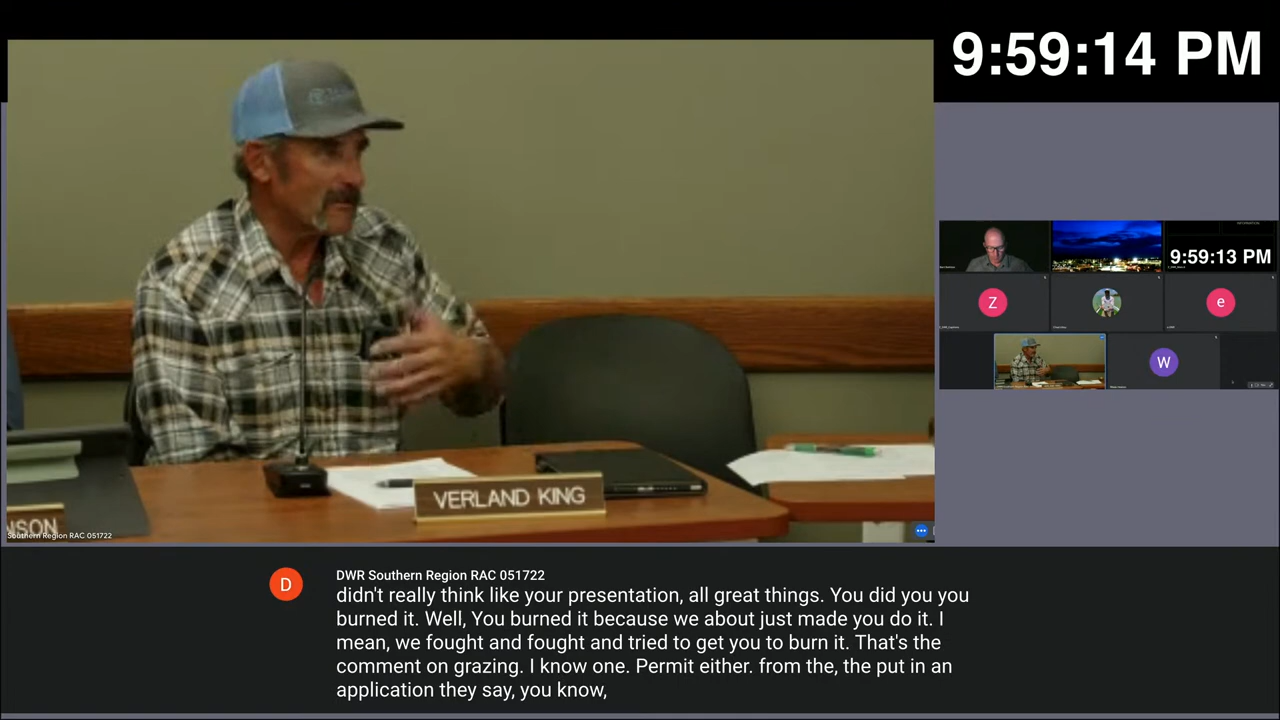 9:59:14 PM
9:59:13 PM
Z
e
W
VERLAND KING
NSON
Southern Region RAC 051722
D
DWR Southern Region RAC 051722
didn't really think like your presentation, all great things. You did you you
burned it. Well, You burned it because we about just made you do it. I
mean, we fought and fought and tried to get you to burn it. That's the
comment on grazing. I know one. Permit either. from the, the put in an
application they say, you know,